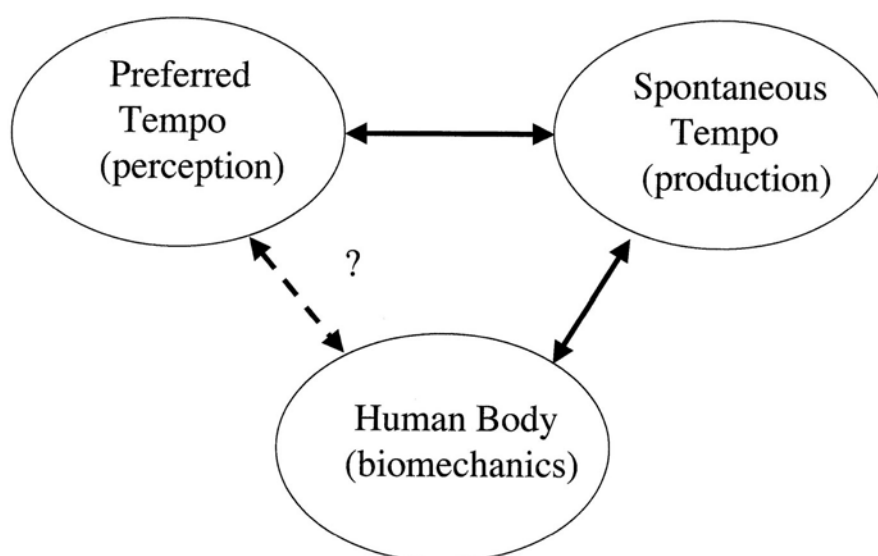 Preferred
Tempo
(perception)
Spontaneous
Tempo
(production)
?
Human Body
(biomechanics)